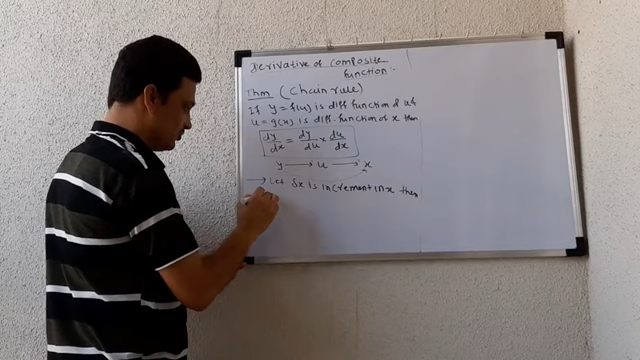 Derivative of composite
function:-
Thm (Chain rule)
If y = f(u) is diff function of u &
u = g(x) is diff. function of x then
dy/dx = dy/du × du/dx
y → u → x
→ Let δx is increment in x then